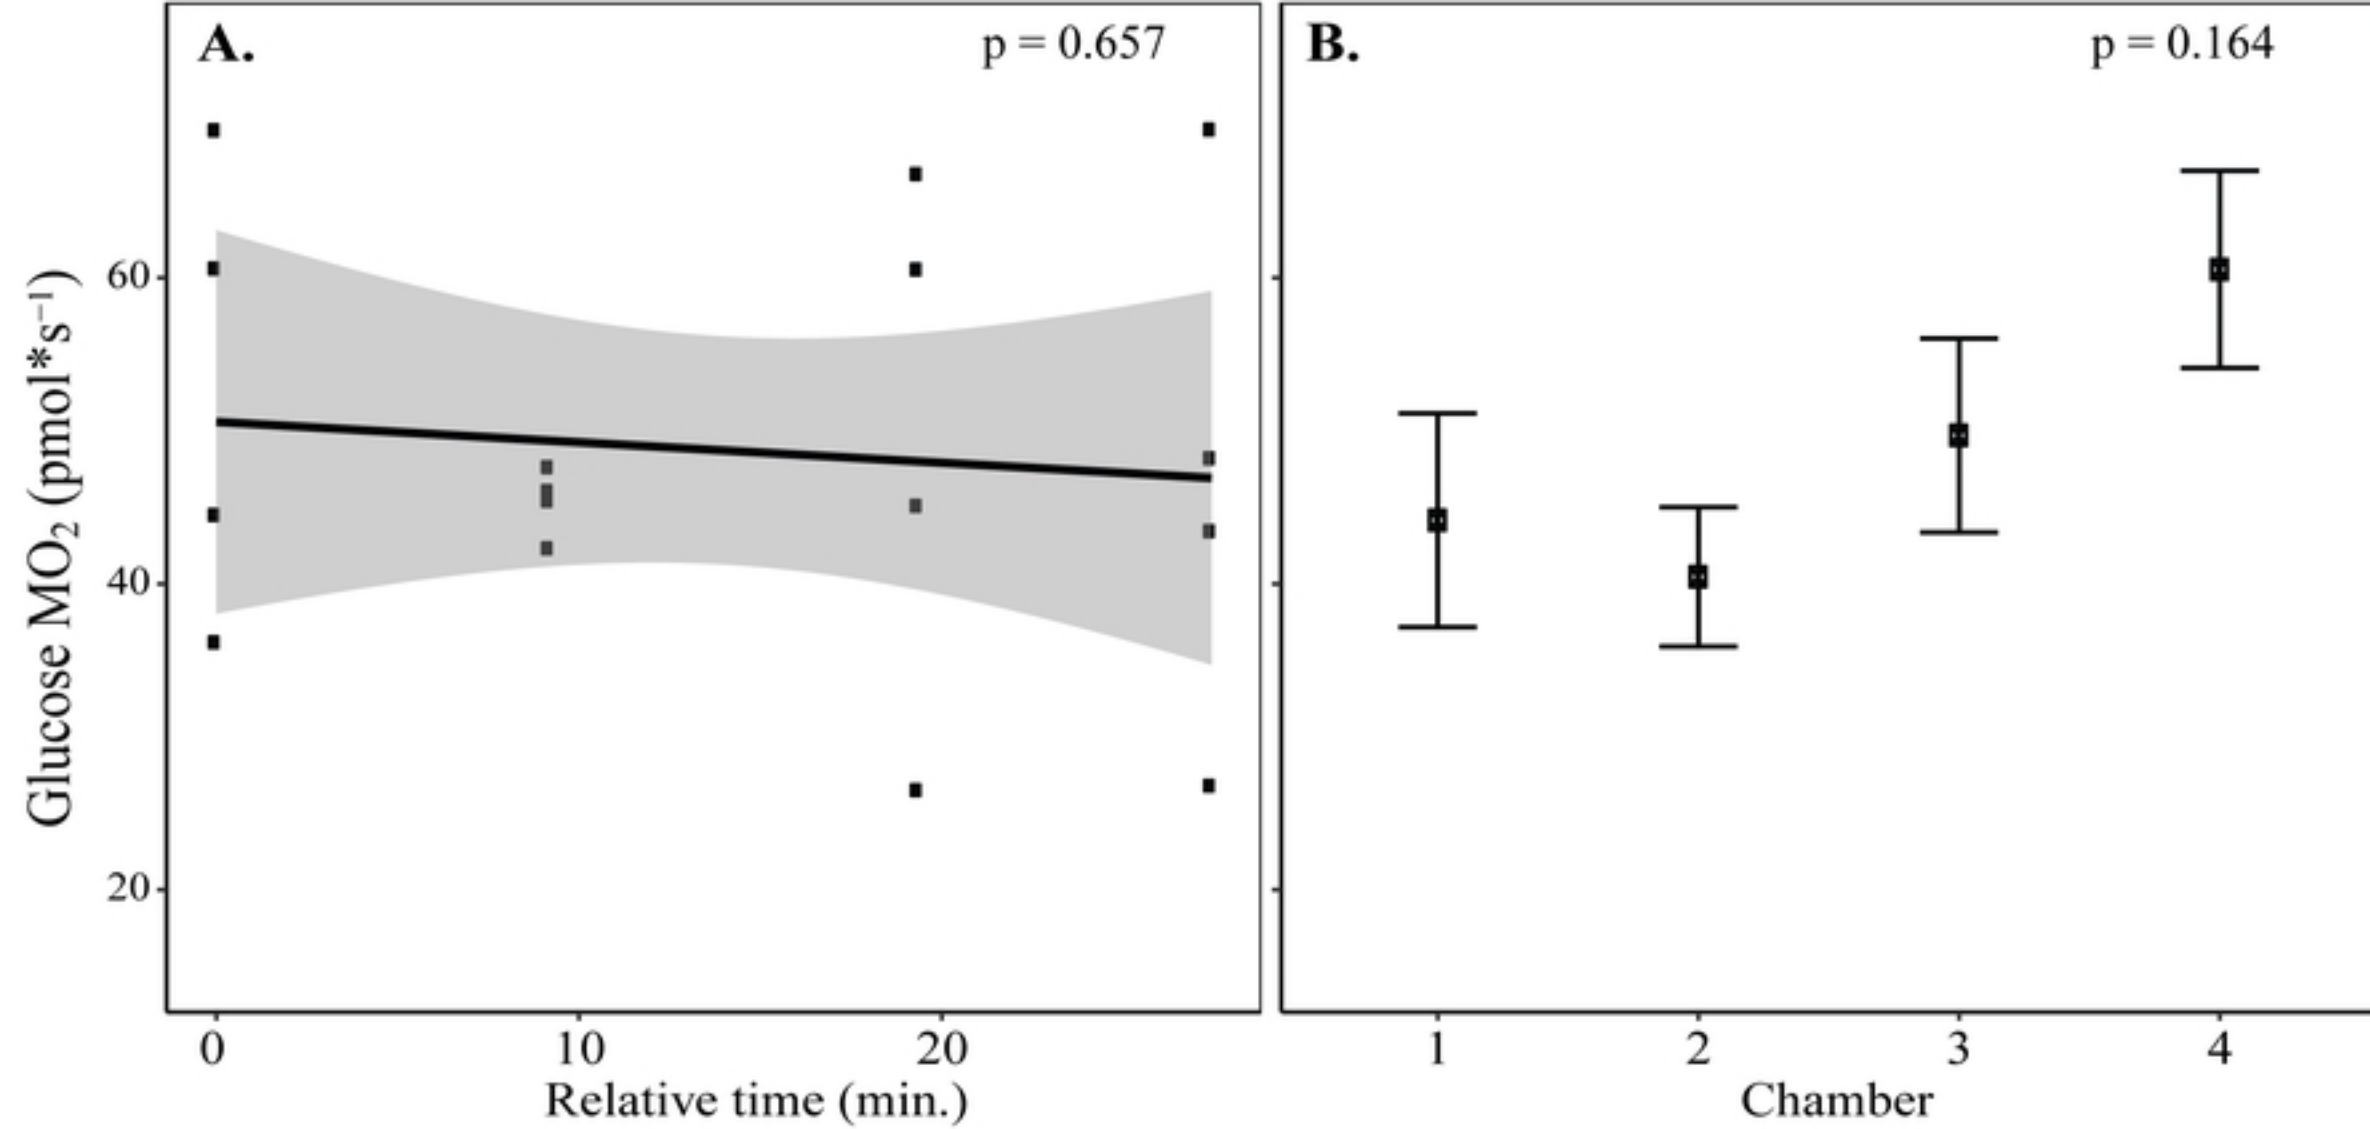 A.
p = 0.657
B.
p = 0.164
Glucose MO₂ (pmol*s⁻¹)
60
40
20
0 10 20
Relative time (min.)
1 2 3 4
Chamber